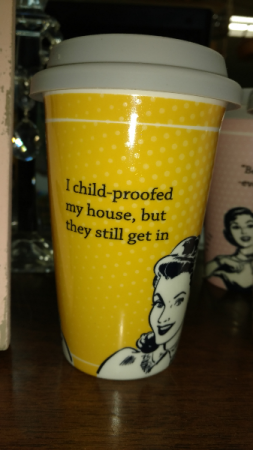 I child-proofed
my house, but
they still get in